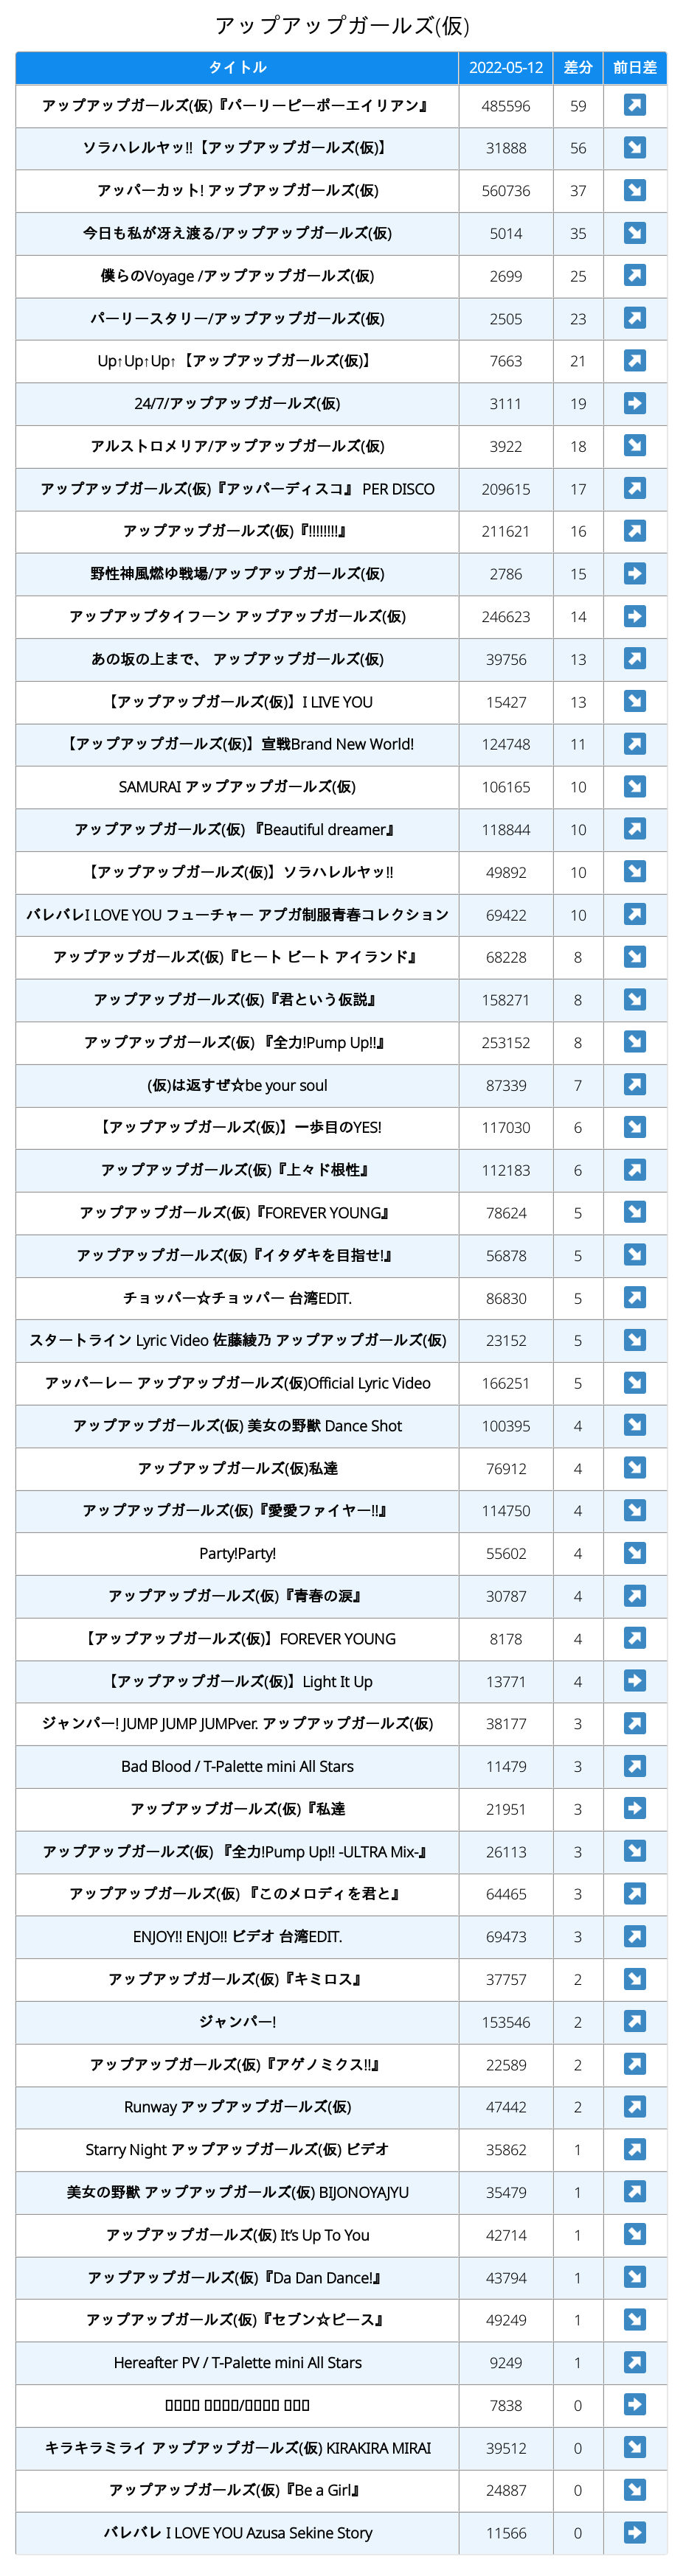 アップアップガールズ(仮)
タイトル 2022-05-12 差分 前日差
アップアップガールズ(仮)『パーリーピーポーエイリアン』 485596 59 ↗
ソラハレルヤッ!!【アップアップガールズ(仮)】 31888 56 ↘
アッパーカット! アップアップガールズ(仮) 560736 37 ↘
今日も私が冴え渡る/アップアップガールズ(仮) 5014 35 ↘
僕らのVoyage /アップアップガールズ(仮) 2699 25 ↗
パーリースタリー/アップアップガールズ(仮) 2505 23 ↗
Up↑Up↑Up↑【アップアップガールズ(仮)】 7663 21 ↗
24/7/アップアップガールズ(仮) 3111 19 ➡
アルストロメリア/アップアップガールズ(仮) 3922 18 ↘
アップアップガールズ(仮)『アッパーディスコ』 PER DISCO 209615 17 ↗
アップアップガールズ(仮)『!!!!!!!!』 211621 16 ↗
野性神風燃ゆ戦場/アップアップガールズ(仮) 2786 15 ➡
アップアップタイフーン アップアップガールズ(仮) 246623 14 ➡
あの坂の上まで、 アップアップガールズ(仮) 39756 13 ↗
【アップアップガールズ(仮)】I LIVE YOU 15427 13 ↘
【アップアップガールズ(仮)】宣戦Brand New World! 124748 11 ↗
SAMURAI アップアップガールズ(仮) 106165 10 ↘
アップアップガールズ(仮) 『Beautiful dreamer』 118844 10 ↗
【アップアップガールズ(仮)】ソラハレルヤッ!! 49892 10 ↘
バレバレI LOVE YOU フューチャー アプガ制服青春コレクション 69422 10 ↗
アップアップガールズ(仮)『ヒート ビート アイランド』 68228 8 ↘
アップアップガールズ(仮)『君という仮説』 158271 8 ↘
アップアップガールズ(仮) 『全力!Pump Up!!』 253152 8 ↘
(仮)は返すぜ☆be your soul 87339 7 ↗
【アップアップガールズ(仮)】一歩目のYES! 117030 6 ↘
アップアップガールズ(仮)『上々ド根性』 112183 6 ↗
アップアップガールズ(仮)『FOREVER YOUNG』 78624 5 ↘
アップアップガールズ(仮)『イタダキを目指せ!』 56878 5 ↘
チョッパー☆チョッパー 台湾EDIT. 86830 5 ↗
スタートライン Lyric Video 佐藤綾乃 アップアップガールズ(仮) 23152 5 ↘
アッパーレー アップアップガールズ(仮)Official Lyric Video 166251 5 ↘
アップアップガールズ(仮) 美女の野獣 Dance Shot 100395 4 ↘
アップアップガールズ(仮)私達 76912 4 ↘
アップアップガールズ(仮)『愛愛ファイヤー!!』 114750 4 ↘
Party!Party! 55602 4 ↘
アップアップガールズ(仮)『青春の涙』 30787 4 ↗
【アップアップガールズ(仮)】FOREVER YOUNG 8178 4 ↗
【アップアップガールズ(仮)】Light It Up 13771 4 ➡
ジャンパー! JUMP JUMP JUMPver. アップアップガールズ(仮) 38177 3 ↗
Bad Blood / T-Palette mini All Stars 11479 3 ↗
アップアップガールズ(仮)『私達 21951 3 ➡
アップアップガールズ(仮) 『全力!Pump Up!! -ULTRA Mix-』 26113 3 ↘
アップアップガールズ(仮) 『このメロディを君と』 64465 3 ↗
ENJOY!! ENJO!! ビデオ 台湾EDIT. 69473 3 ↗
アップアップガールズ(仮)『キミロス』 37757 2 ↘
ジャンパー! 153546 2 ↗
アップアップガールズ(仮)『アゲノミクス!!』 22589 2 ↗
Runway アップアップガールズ(仮) 47442 2 ↗
Starry Night アップアップガールズ(仮) ビデオ 35862 1 ↗
美女の野獣 アップアップガールズ(仮) BIJONOYAJYU 35479 1 ↗
アップアップガールズ(仮) It's Up To You 42714 1 ↘
アップアップガールズ(仮)『Da Dan Dance!』 43794 1 ↘
アップアップガールズ(仮)『セブン☆ピース』 49249 1 ↘
Hereafter PV / T-Palette mini All Stars 9249 1 ↗
7838 0 ➡
キラキラミライ アップアップガールズ(仮) KIRAKIRA MIRAI 39512 0 ↘
アップアップガールズ(仮)『Be a Girl』 24887 0 ↘
バレバレ I LOVE YOU Azusa Sekine Story 11566 0 ➡